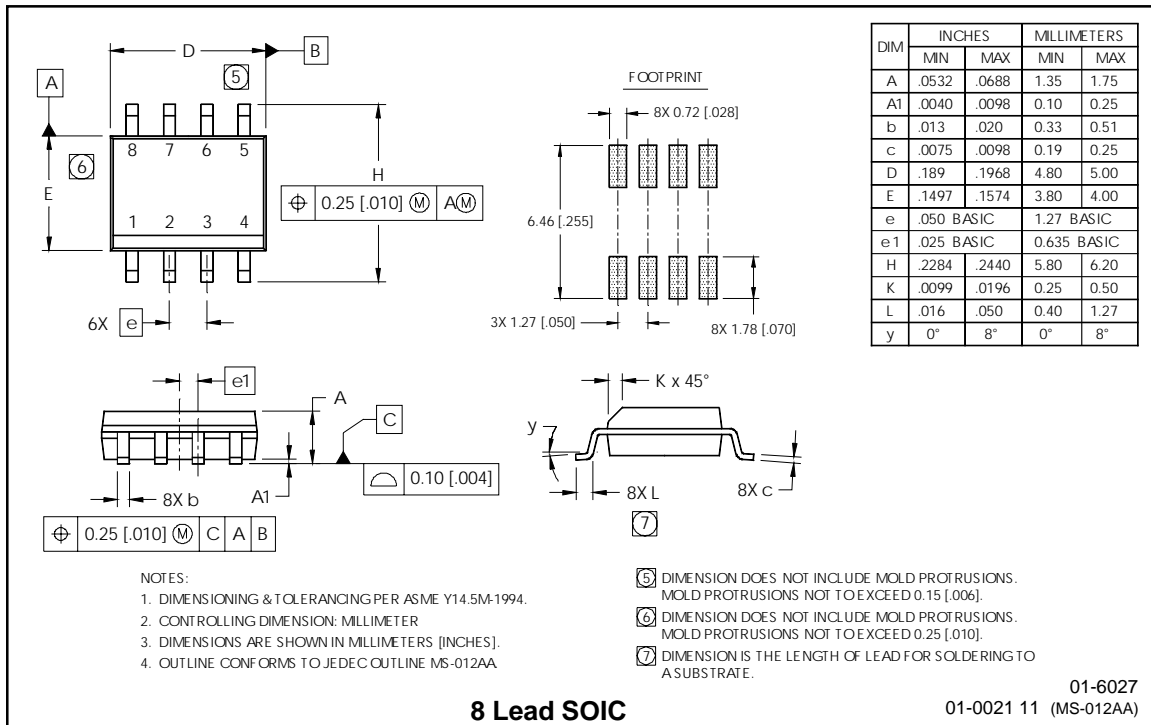 D
B
5
A
8 7 6 5
6
E
H
0.25 [.010] Ⓜ A Ⓜ
1 2 3 4
6X e
FOOTPRINT
8X 0.72 [.028]
6.46 [.255]
3X 1.27 [.050]
8X 1.78 [.070]
DIM INCHES MILLIMETERS
MIN MAX MIN MAX
A .0532 .0688 1.35 1.75
A1 .0040 .0098 0.10 0.25
b .013 .020 0.33 0.51
c .0075 .0098 0.19 0.25
D .189 .1968 4.80 5.00
E .1497 .1574 3.80 4.00
e .050 BASIC 1.27 BASIC
e1 .025 BASIC 0.635 BASIC
H .2284 .2440 5.80 6.20
K .0099 .0196 0.25 0.50
L .016 .050 0.40 1.27
y 0° 8° 0° 8°
e1
A
C
0.10 [.004]
8X b
A1
0.25 [.010] Ⓜ C A B
K x 45°
y
8X L
7
8X c
NOTES:
1. DIMENSIONING & TOLERANCING PER ASME Y14.5M-1994.
2. CONTROLLING DIMENSION: MILLIMETER
3. DIMENSIONS ARE SHOWN IN MILLIMETERS [INCHES].
4. OUTLINE CONFORMS TO JEDEC OUTLINE MS-012AA.
5 DIMENSION DOES NOT INCLUDE MOLD PROTRUSIONS.
MOLD PROTRUSIONS NOT TO EXCEED 0.15 [.006].
6 DIMENSION DOES NOT INCLUDE MOLD PROTRUSIONS.
MOLD PROTRUSIONS NOT TO EXCEED 0.25 [.010].
7 DIMENSION IS THE LENGTH OF LEAD FOR SOLDERING TO
A SUBSTRATE.
8 Lead SOIC
01-6027
01-0021 11 (MS-012AA)